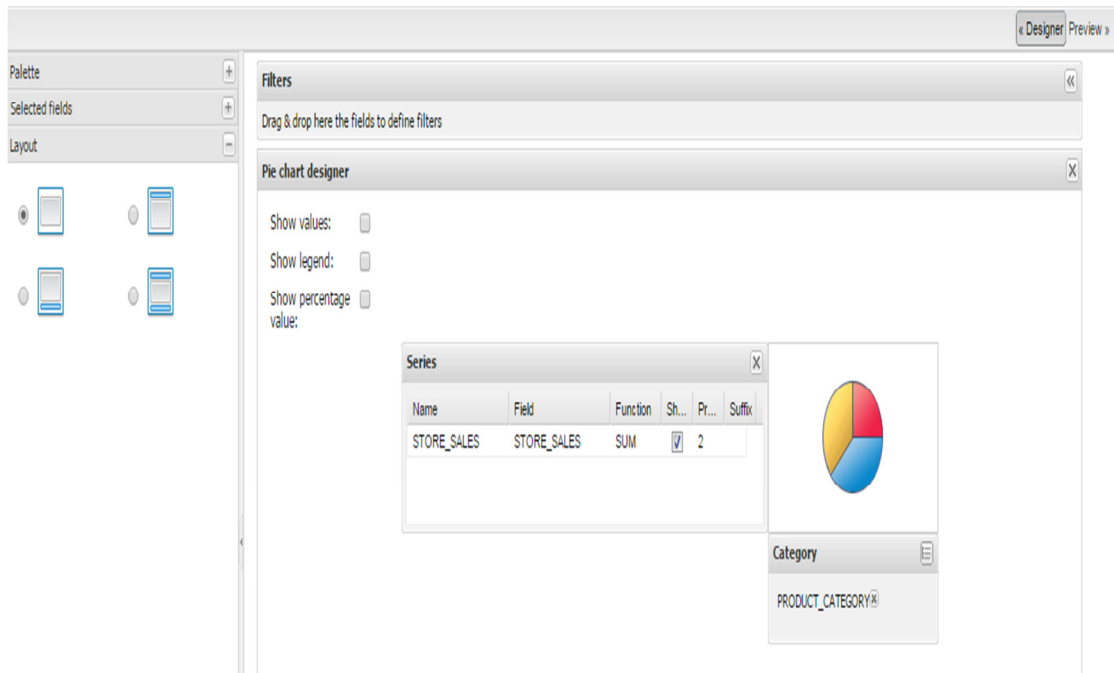 « Designer Preview »
Palette
Selected fields
Layout
Filters
Drag & drop here the fields to define filters
Pie chart designer
Show values:
Show legend:
Show percentage
value:
Series
Name Field Function Sh... Pr... Suffix
STORE_SALES STORE_SALES SUM 2
Category
PRODUCT_CATEGORY